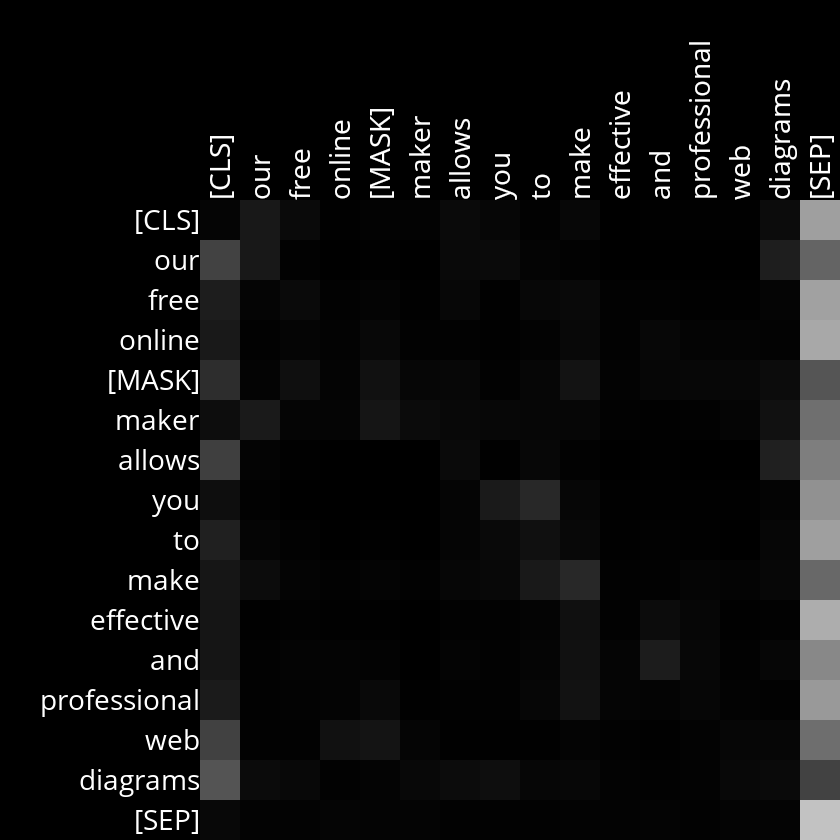 [CLS]
our
free
online
[MASK]
maker
allows
you
to
make
effective
and
professional
web
diagrams
[SEP]
[CLS]
our
free
online
[MASK]
maker
allows
you
to
make
effective
and
professional
web
diagrams
[SEP]